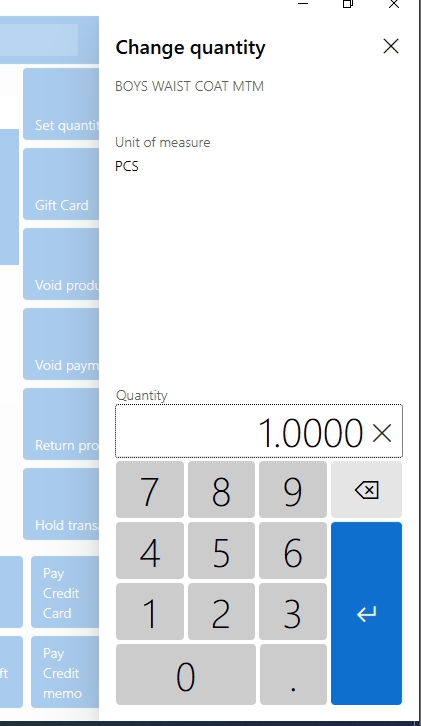 Change quantity
BOYS WAIST COAT MTM
Unit of measure
PCS
Quantity
1.0000
7 8 9
4 5 6
1 2 3
0 .
Set quantit
Gift Card
Void produ
Void paym
Return pro
Hold transa
Pay
Credit
Card
ft
Pay
Credit
memo